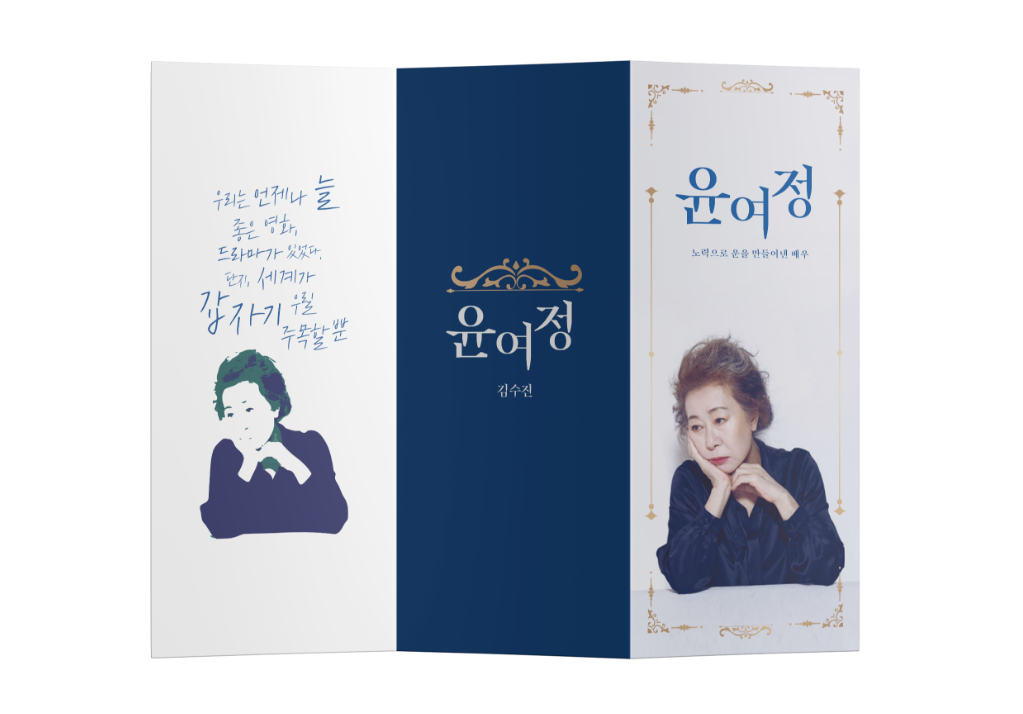 우리는 언제나 늘
좋은 영화,
드라마가 있었다.
단지, 세계가
갑자기 우릴
주목할 뿐
윤여정
김수진
윤여정
노력으로 운을 만들어낸 배우